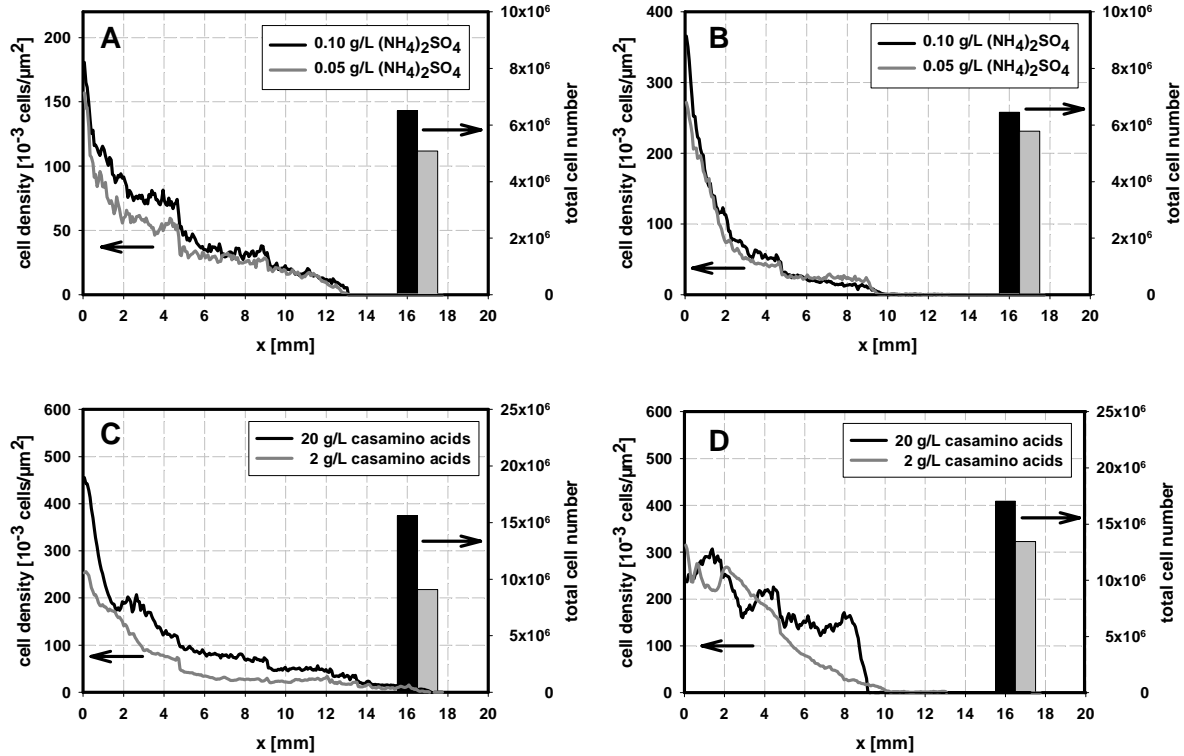 A
0.10 g/L (NH4)2SO4
0.05 g/L (NH4)2SO4
cell density [10⁻³ cells/µm²]
200
150
100
50
0
0 2 4 6 8 10 12 14 16 18 20
x [mm]
10x10⁶
8x10⁶
6x10⁶
4x10⁶
2x10⁶
0
total cell number
B
0.10 g/L (NH4)2SO4
0.05 g/L (NH4)2SO4
cell density [10⁻³ cells/µm²]
400
300
200
100
0
0 2 4 6 8 10 12 14 16 18 20
x [mm]
10x10⁶
8x10⁶
6x10⁶
4x10⁶
2x10⁶
0
total cell number
C
20 g/L casamino acids
2 g/L casamino acids
cell density [10⁻³ cells/µm²]
600
500
400
300
200
100
0
0 2 4 6 8 10 12 14 16 18 20
x [mm]
25x10⁶
20x10⁶
15x10⁶
10x10⁶
5x10⁶
0
total cell number
D
20 g/L casamino acids
2 g/L casamino acids
cell density [10⁻³ cells/µm²]
600
500
400
300
200
100
0
0 2 4 6 8 10 12 14 16 18 20
x [mm]
25x10⁶
20x10⁶
15x10⁶
10x10⁶
5x10⁶
0
total cell number